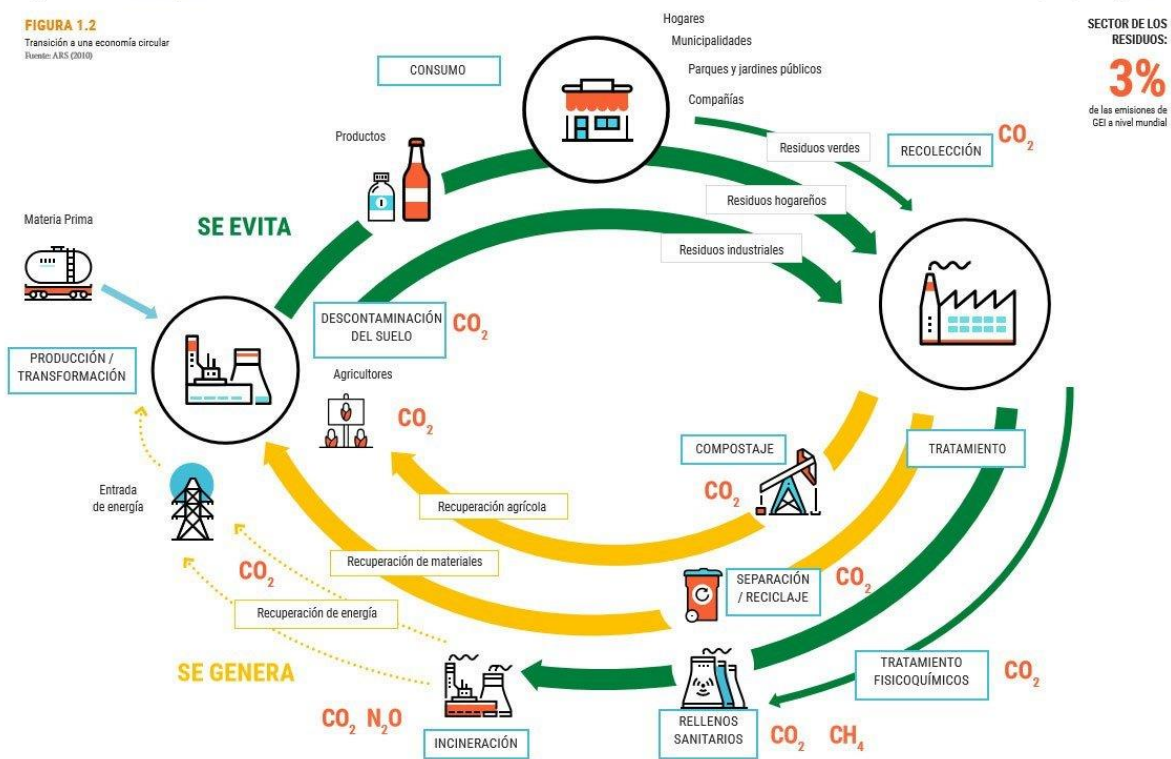 FIGURA 1.2
Transición a una economía circular
Fuente: ARS (2010)
SECTOR DE LOS
RESIDUOS:
3%
de las emisiones de
GEI a nivel mundial
Hogares
Municipalidades
Parques y jardines públicos
Compañías
CONSUMO
Productos
Residuos verdes
RECOLECCIÓN
CO2
Residuos hogareños
Residuos industriales
SE EVITA
Materia Prima
PRODUCCIÓN /
TRANSFORMACIÓN
DESCONTAMINACIÓN
DEL SUELO
CO2
Agricultores
CO2
COMPOSTAJE
CO2
TRATAMIENTO
Entrada
de energía
Recuperación agrícola
Recuperación de materiales
CO2
Recuperación de energía
SEPARACIÓN
/ RECICLAJE
CO2
SE GENERA
TRATAMIENTO
FISICOQUÍMICOS
CO2
CO2 N2O
INCINERACIÓN
RELLENOS
SANITARIOS
CO2 CH4